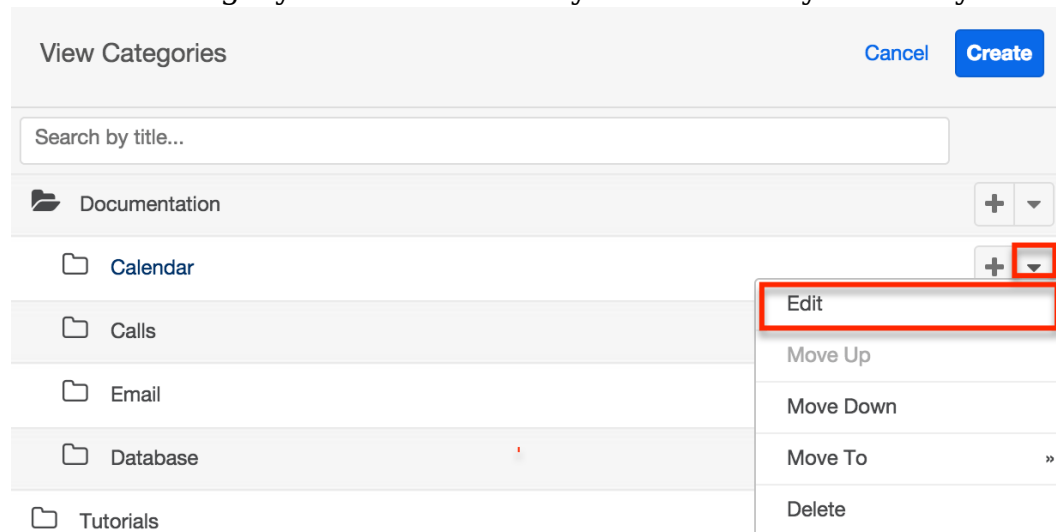 View Categories
Cancel
Create
Search by title...
Documentation
Calendar
Edit
Calls
Move Up
Email
Move Down
Database
Move To »
Tutorials
Delete